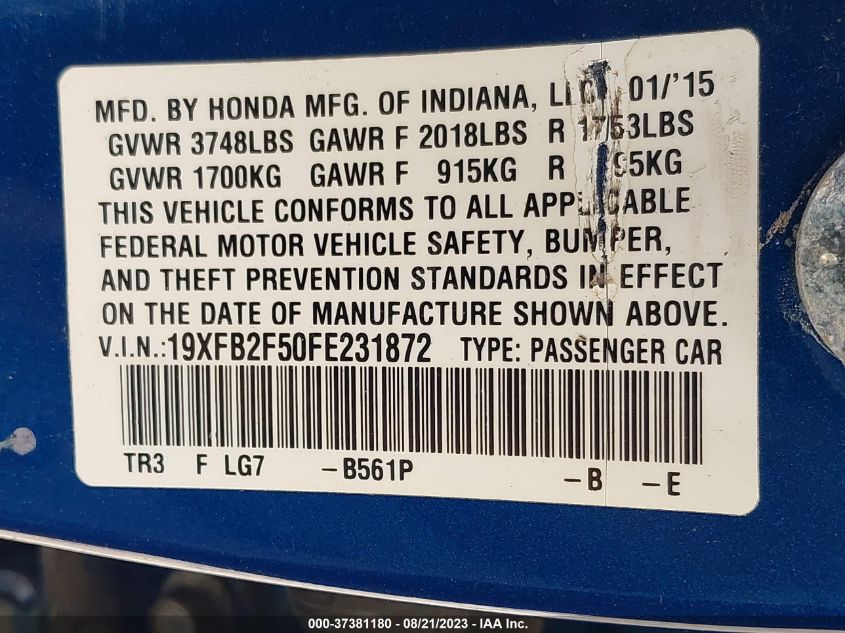 MFD. BY HONDA MFG. OF INDIANA, LLC 01/'15
GVWR 3748LBS GAWR F 2018LBS R 1753LBS
GVWR 1700KG GAWR F 915KG R
THIS VEHICLE CONFORMS TO ALL APPLICABLE
FEDERAL MOTOR VEHICLE SAFETY, BUMPER,
AND THEFT PREVENTION STANDARDS IN EFFECT
ON THE DATE OF MANUFACTURE SHOWN ABOVE.
V.I.N.:19XFB2F50FE231872 TYPE: PASSENGER CAR
TR3 F LG7 -B561P -B -E
000-37381180 - 08/21/2023 - IAA Inc.